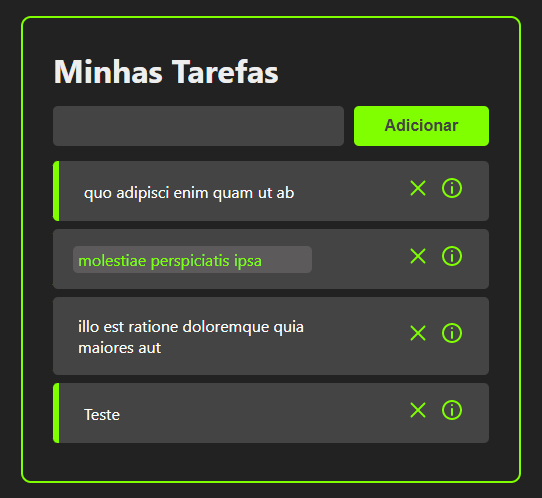 Minhas Tarefas
Adicionar
quo adipisci enim quam ut ab
molestiae perspiciatis ipsa
illo est ratione doloremque quia
maiores aut
Teste